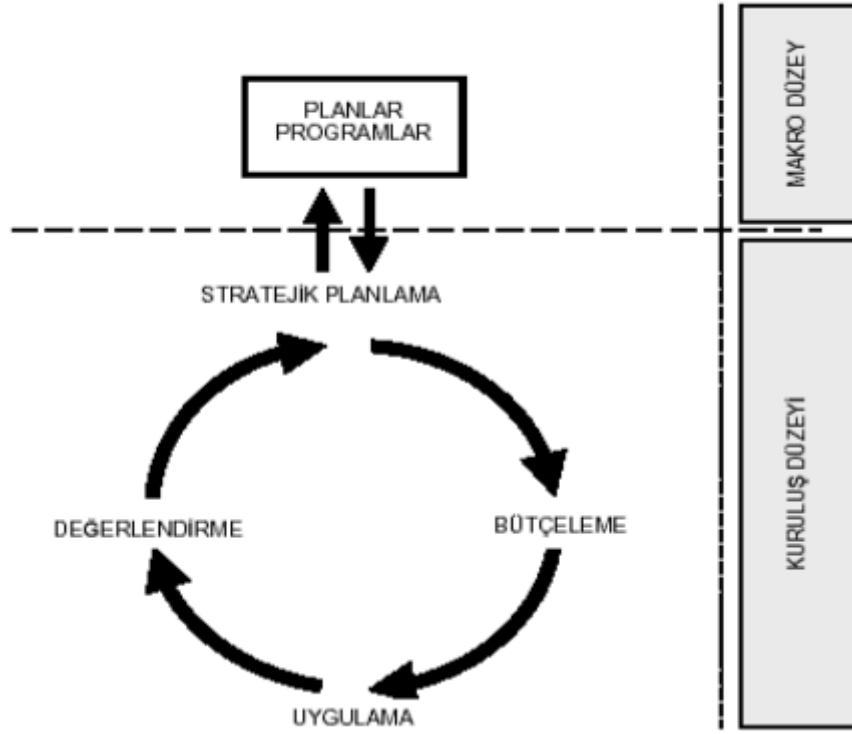 PLANLAR
PROGRAMLAR
MAKRO DÜZEY
STRATEJİK PLANLAMA
DEĞERLENDİRME
BÜTÇELEME
UYGULAMA
KURULUŞ DÜZEYİ